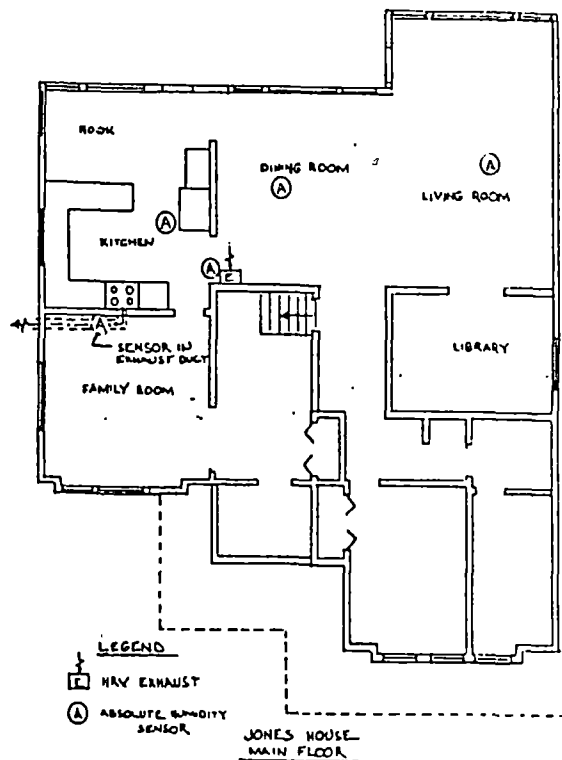 NOOK
DINING ROOM
A
A
LIVING ROOM
A
KITCHEN
A
E
A
SENSOR IN
EXHAUST DUCT
LIBRARY
FAMILY ROOM
LEGEND
E HRV EXHAUST
A ABSOLUTE HUMIDITY
SENSOR
JONES HOUSE
MAIN FLOOR